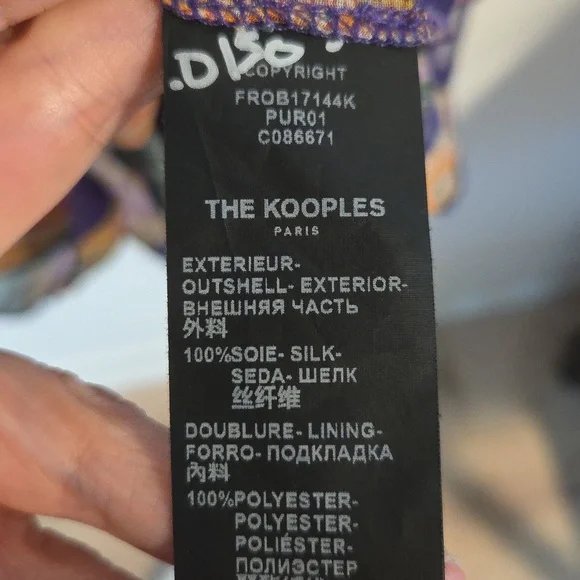 COPYRIGHT
FROB17144K
PUR01
C086671
THE KOOPLES
PARIS
EXTERIEUR-
OUTSHELL- EXTERIOR-
ВНЕШНЯЯ ЧАСТЬ
外料
100%SOIE- SILK-
SEDA- ШЕЛК
丝纤维
DOUBLURE- LINING-
FORRO- ПОДКЛАДКА
内料
100%POLYESTER-
POLYESTER-
POLIÉSTER-
ПОЛИЭСТЕР